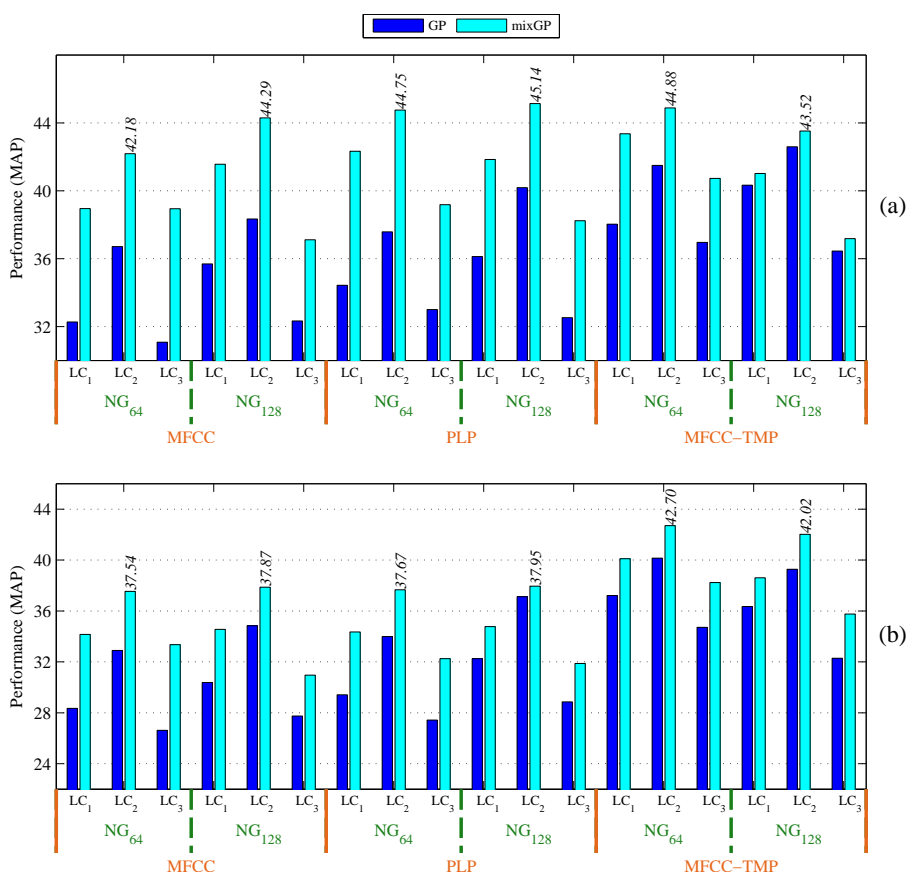 GP mixGP
42.18 44.29 44.75 45.14 44.88 43.52
44
40
36
32
Performance (MAP)
(a)
LC1 LC2 LC3 LC1 LC2 LC3 LC1 LC2 LC3 LC1 LC2 LC3 LC1 LC2 LC3 LC1 LC2 LC3
NG64 NG128 NG64 NG128 NG64 NG128
MFCC PLP MFCC−TMP
37.54 37.87 37.67 37.95 42.70 42.02
44
40
36
32
28
24
Performance (MAP)
(b)
LC1 LC2 LC3 LC1 LC2 LC3 LC1 LC2 LC3 LC1 LC2 LC3 LC1 LC2 LC3 LC1 LC2 LC3
NG64 NG128 NG64 NG128 NG64 NG128
MFCC PLP MFCC−TMP